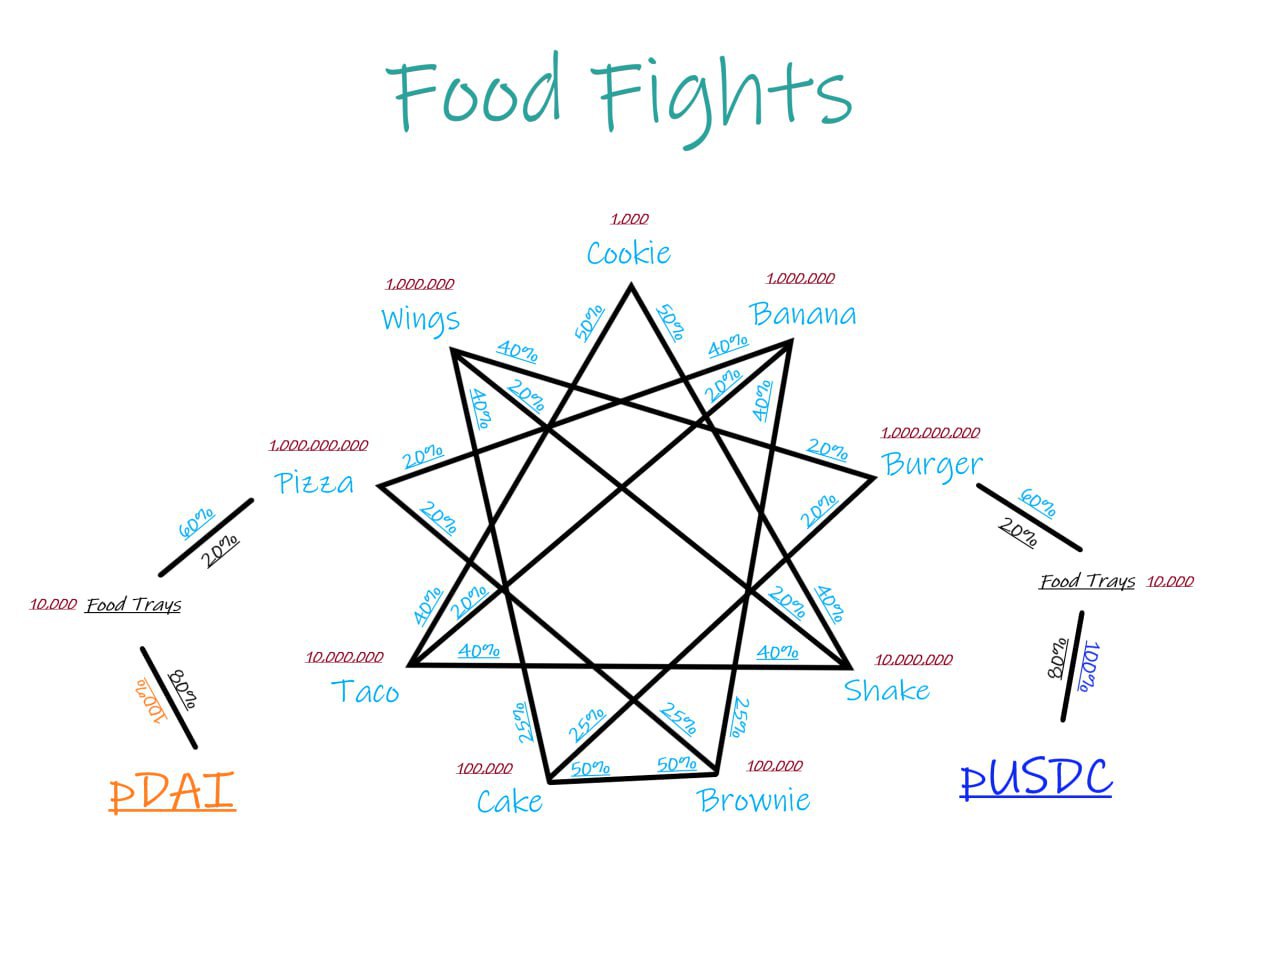 Food Fights
1,000
Cookie
1,000,000
Wings
1,000,000
Banana
50%
50%
40%
40%
20%
20%
40%
40%
1,000,000,000
Pizza
20%
20%
1,000,000,000
Burger
20%
20%
60%
20%
60%
20%
10,000 Food Trays
Food Trays 10,000
40%
20%
40%
20%
40%
40%
10,000,000
Taco
10,000,000
Shake
80%
100%
80%
100%
25%
25%
25%
25%
50%
50%
100,000
Cake
100,000
Brownie
pDAI
pUSDC